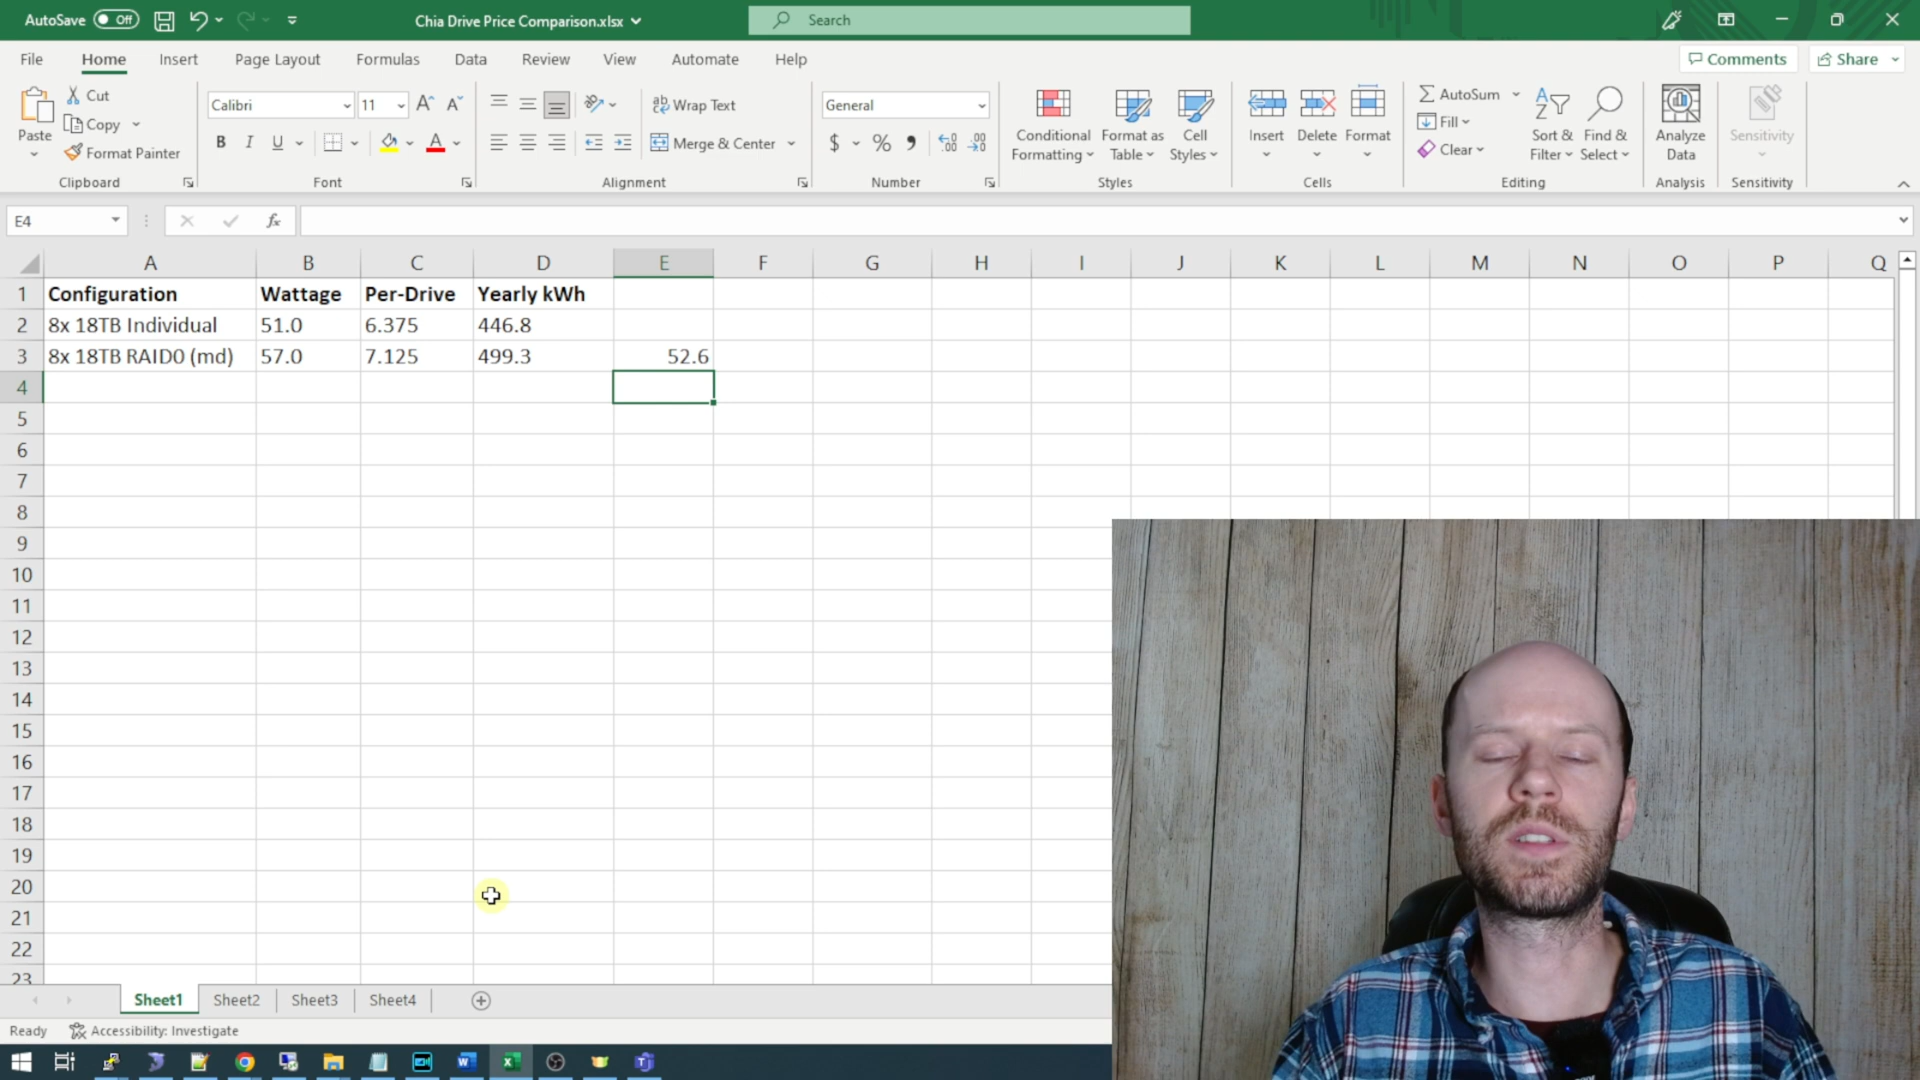 AutoSave Off Chia Drive Price Comparison.xlsx Search
File Home Insert Page Layout Formulas Data Review View Automate Help Comments Share
Paste Cut Copy Format Painter Clipboard
Calibri 11 B I U Font
Wrap Text Merge & Center Alignment
General $ % Number
Conditional Formatting Format as Table Cell Styles Styles
Insert Delete Format Cells
AutoSum Fill Clear Sort & Filter Find & Select Editing
Analyze Data Analysis
Sensitivity Sensitivity
E4 fx
A B C D E F G H I J K L M N O P Q
1 Configuration Wattage Per-Drive Yearly kWh
2 8x 18TB Individual 51.0 6.375 446.8
3 8x 18TB RAID0 (md) 57.0 7.125 499.3 52.6
4
5
6
7
8
9
10
11
12
13
14
15
16
17
18
19
20
21
22
23
Sheet1 Sheet2 Sheet3 Sheet4
Ready Accessibility: Investigate